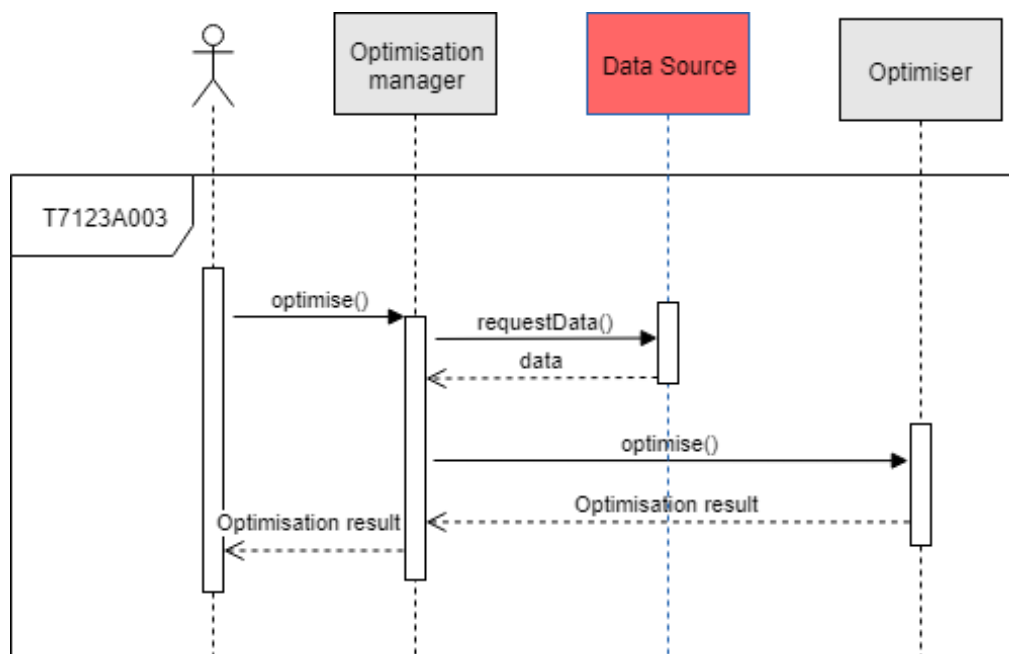 Optimisation
manager
Data Source
Optimiser
T7123A003
optimise()
requestData()
data
optimise()
Optimisation result
Optimisation result